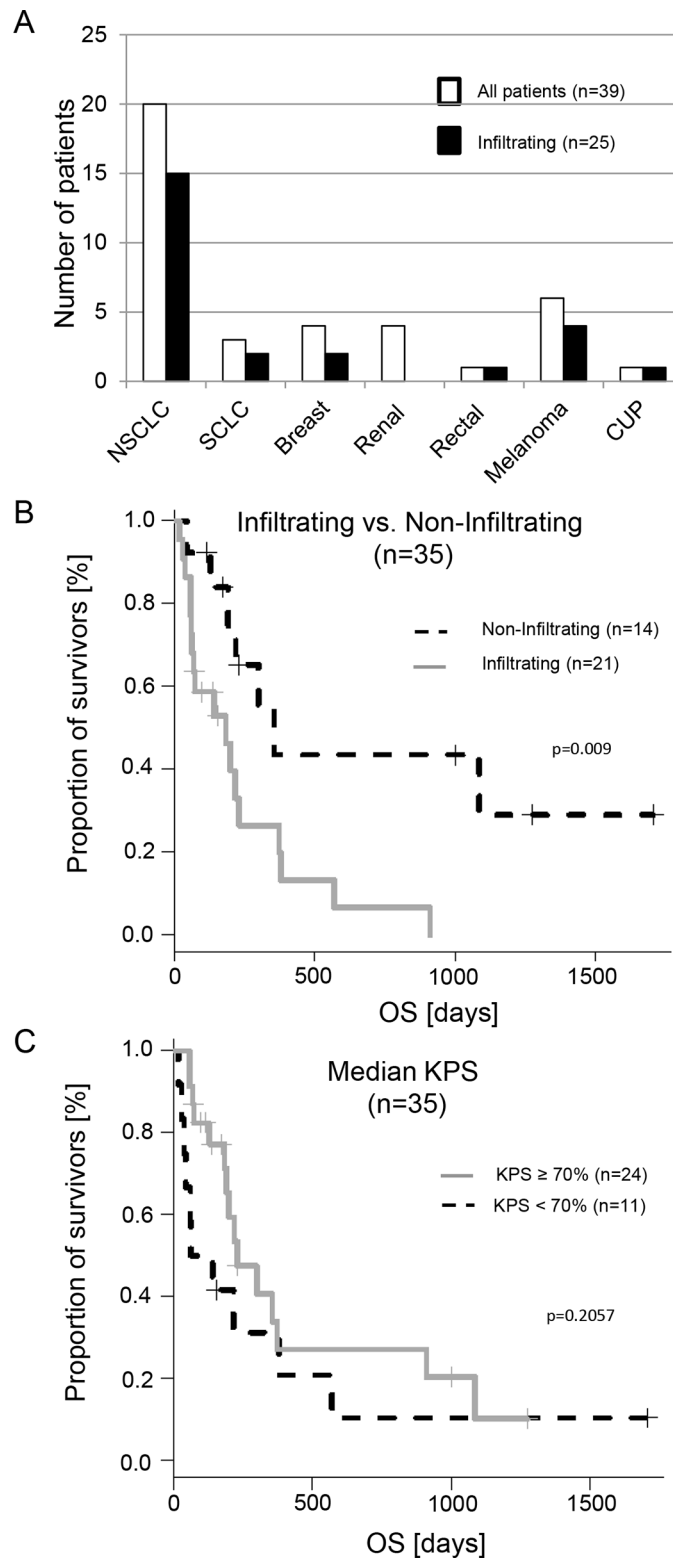 A
Number of patients
25
20
15
10
5
0
All patients (n=39)
Infiltrating (n=25)
NSCLC
SCLC
Breast
Renal
Rectal
Melanoma
CUP
B
Infiltrating vs. Non-Infiltrating
(n=35)
Proportion of survivors [%]
1.0
0.8
0.6
0.4
0.2
0.0
Non-Infiltrating (n=14)
Infiltrating (n=21)
p=0.009
0
500
1000
1500
OS [days]
C
Median KPS
(n=35)
Proportion of survivors [%]
1.0
0.8
0.6
0.4
0.2
0.0
KPS ≥ 70% (n=24)
KPS < 70% (n=11)
p=0.2057
0
500
1000
1500
OS [days]